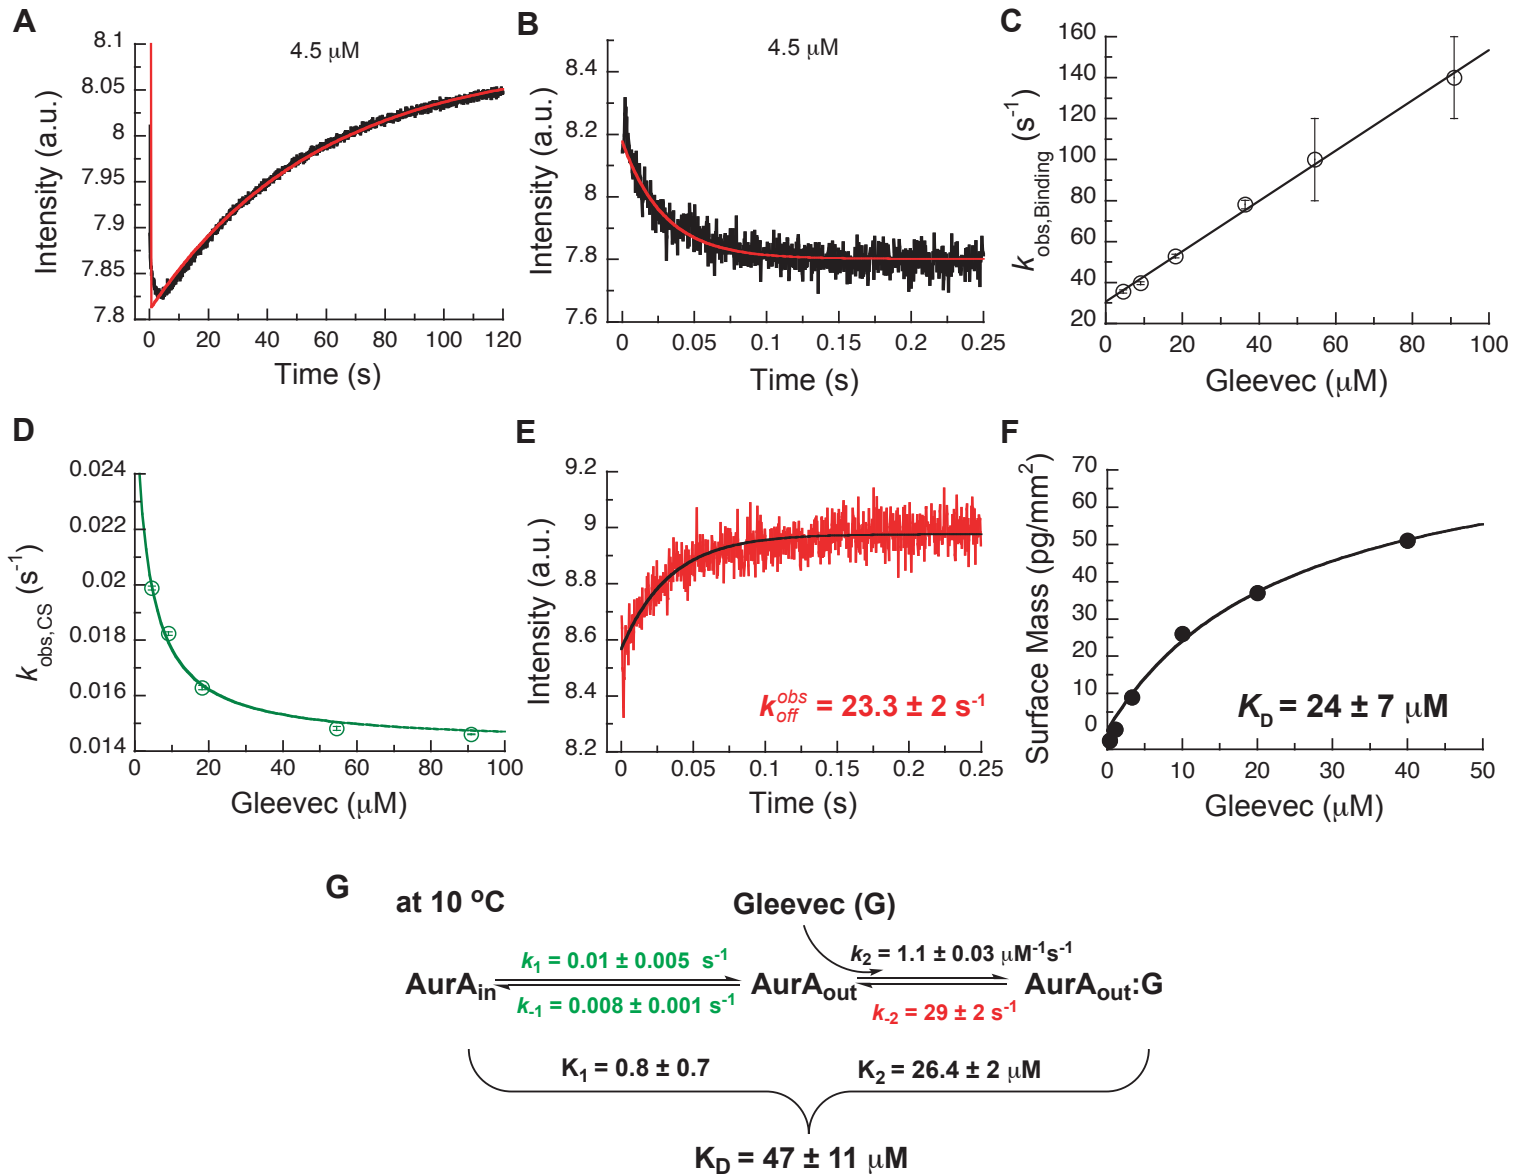 A
4.5 μM
8.1
8.05
8
7.95
7.9
7.85
7.8
Intensity (a.u.)
0 20 40 60 80 100 120
Time (s)
B
4.5 μM
8.4
8.2
8
7.8
7.6
Intensity (a.u.)
0 0.05 0.1 0.15 0.2 0.25
Time (s)
C
160
140
120
100
80
60
40
20
k obs,Binding (s-1)
0 20 40 60 80 100
Gleevec (μM)
D
0.024
0.022
0.02
0.018
0.016
0.014
k obs,CS (s-1)
0 20 40 60 80 100
Gleevec (μM)
E
9.2
9
8.8
8.6
8.4
8.2
Intensity (a.u.)
k obs off = 23.3 ± 2 s-1
0 0.05 0.1 0.15 0.2 0.25
Time (s)
F
70
60
50
40
30
20
10
0
Surface Mass (pg/mm2)
KD = 24 ± 7 μM
0 10 20 30 40 50
Gleevec (μM)
G
at 10 oC
Gleevec (G)
k1 = 0.01 ± 0.005 s-1
k2 = 1.1 ± 0.03 μM-1s-1
AurAin AurAout AurAout:G
k-1 = 0.008 ± 0.001 s-1
k-2 = 29 ± 2 s-1
K1 = 0.8 ± 0.7
K2 = 26.4 ± 2 μM
KD = 47 ± 11 μM